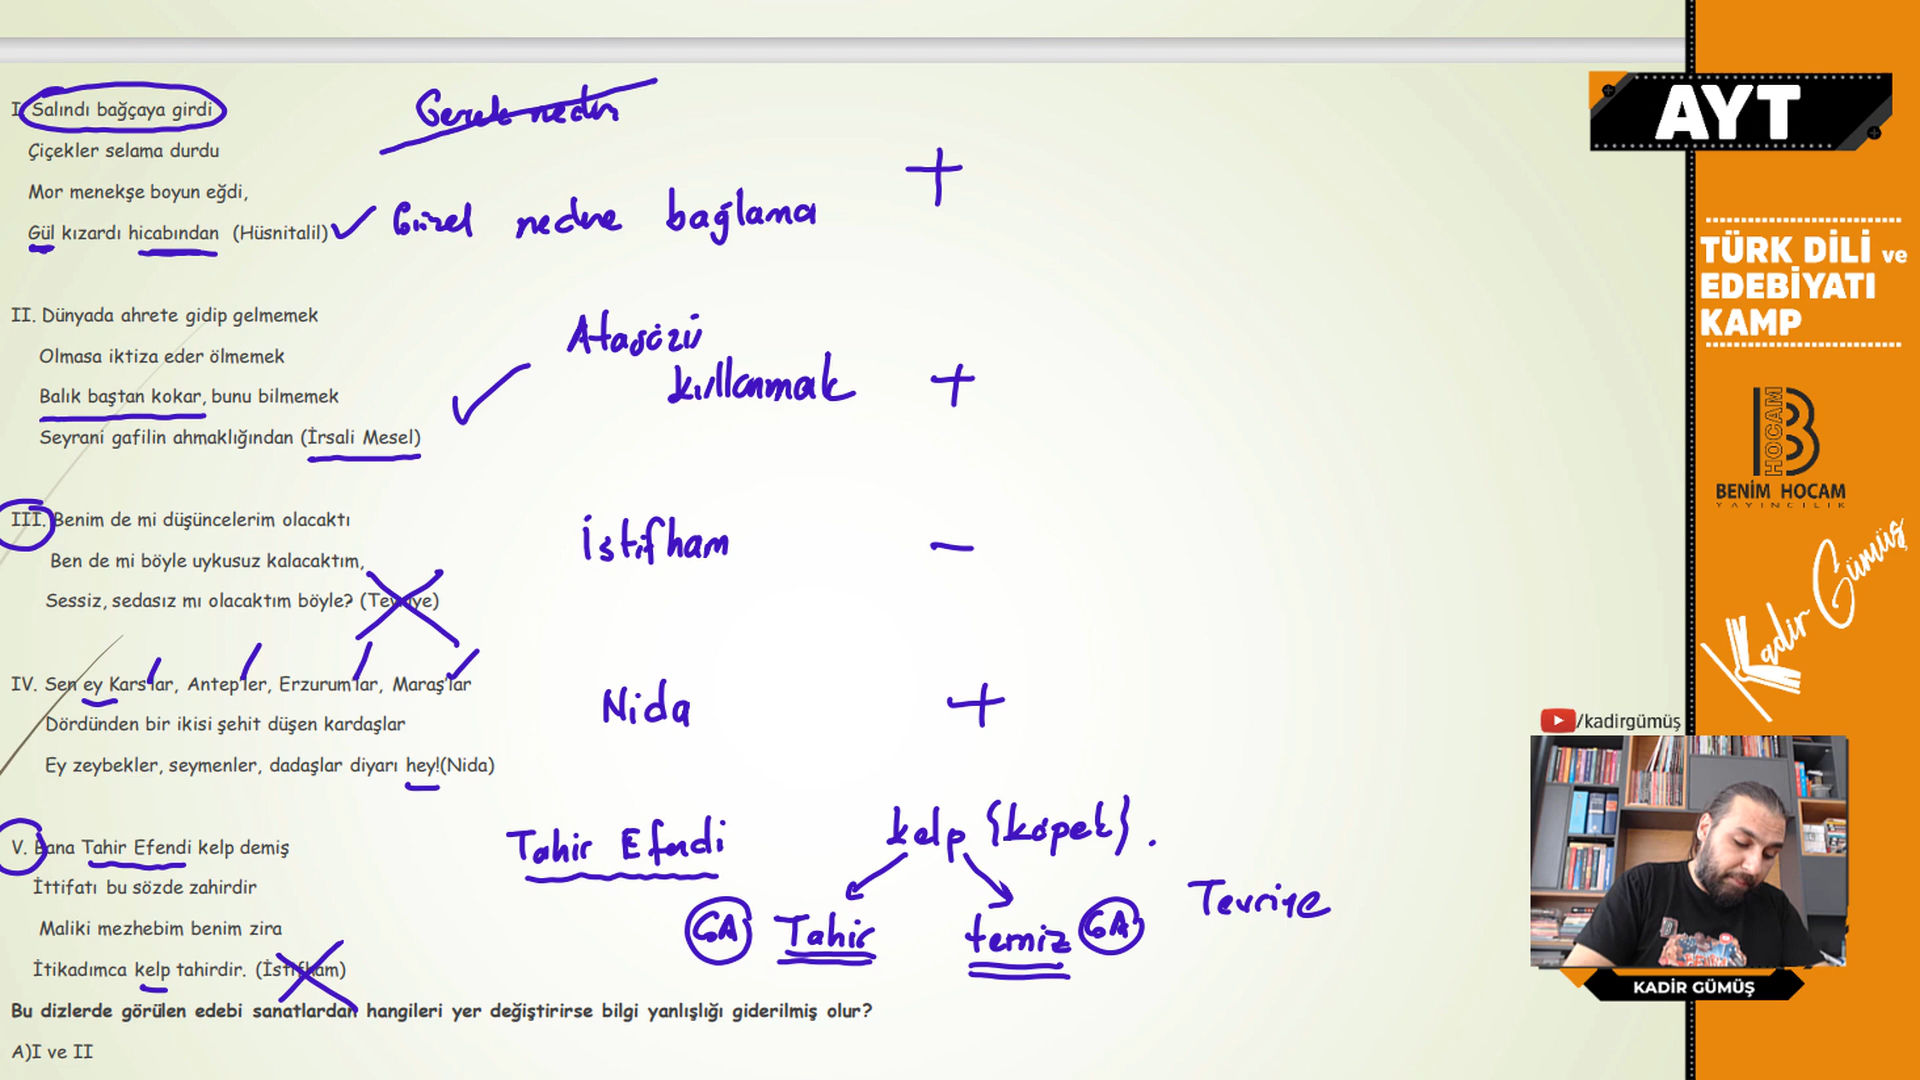 I. Salındı bağçaya girdi
Çiçekler selama durdu
Mor menekşe boyun eğdi,
Gül kızardı hicabından (Hüsnitalil)
Gerçek neden
Güzel nedene bağlama
+
II. Dünyada ahrete gidip gelmemek
Olmasa iktiza eder ölmemek
Balık baştan kokar, bunu bilmemek
Seyrani gafilin ahmaklığından (İrsali Mesel)
Atasözü
kullanmak +
III. Benim de mi düşüncelerim olacaktı
Ben de mi böyle uykusuz kalacaktım,
Sessiz, sedasız mı olacaktım böyle? (Tevriye)
İstifham –
IV. Sen ey Kars'lar, Antep'ler, Erzurum'lar, Maraş'lar
Dördünden bir ikisi şehit düşen kardaşlar
Ey zeybekler, seymenler, dadaşlar diyarı hey!(Nida)
Nida +
V. Bana Tahir Efendi kelp demiş
İttifatı bu sözde zahirdir
Maliki mezhebim benim zira
İtikadımca kelp tahirdir. (İstifham)
Tahir Efendi kelp {köpek}.
GA Tahir temiz GA Tevriye
Bu dizlerde görülen edebi sanatlardan hangileri yer değiştirirse bilgi yanlışlığı giderilmiş olur?
A)I ve II
AYT
TÜRK DİLİ ve
EDEBİYATI
KAMP
HOCAM
BENİM HOCAM
YAYINCILIK
Kadir Gümüş
/kadirgümüş
KADİR GÜMÜŞ